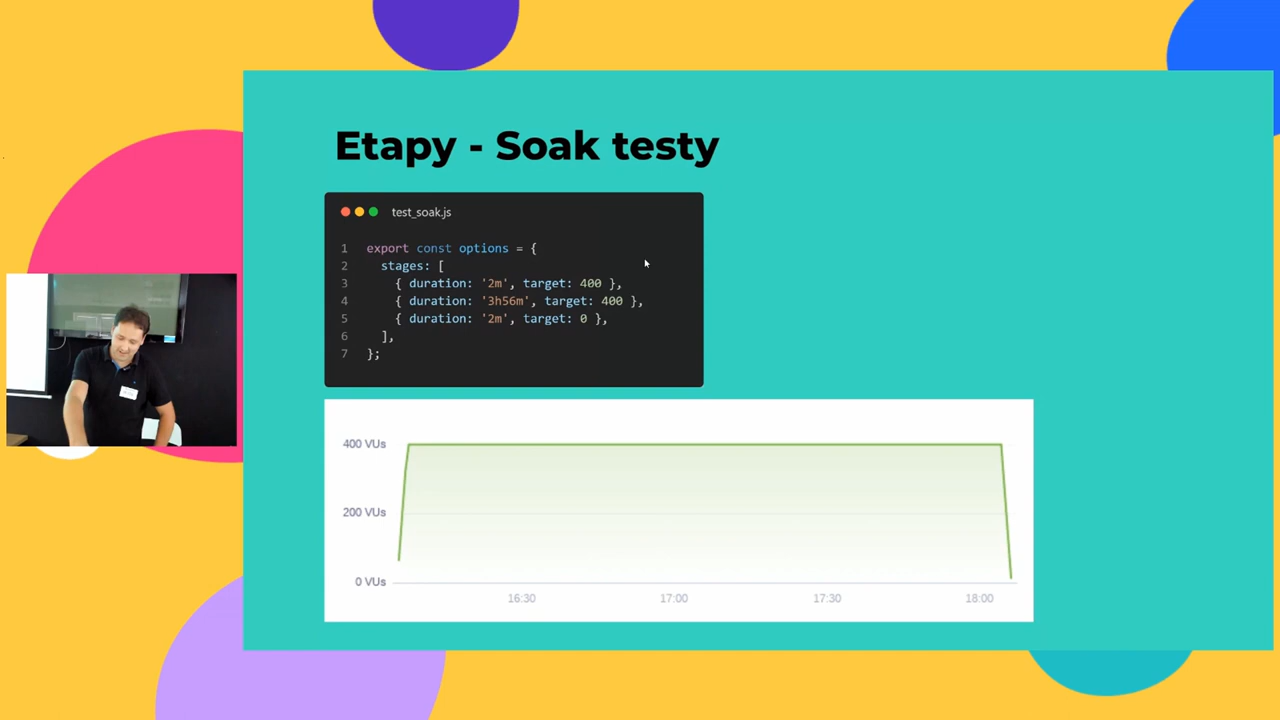 Etapy - Soak testy
test_soak.js
1 export const options = {
2 stages: [
3 { duration: '2m', target: 400 },
4 { duration: '3h56m', target: 400 },
5 { duration: '2m', target: 0 },
6 ],
7 };
400 VUs
200 VUs
0 VUs
16:30 17:00 17:30 18:00